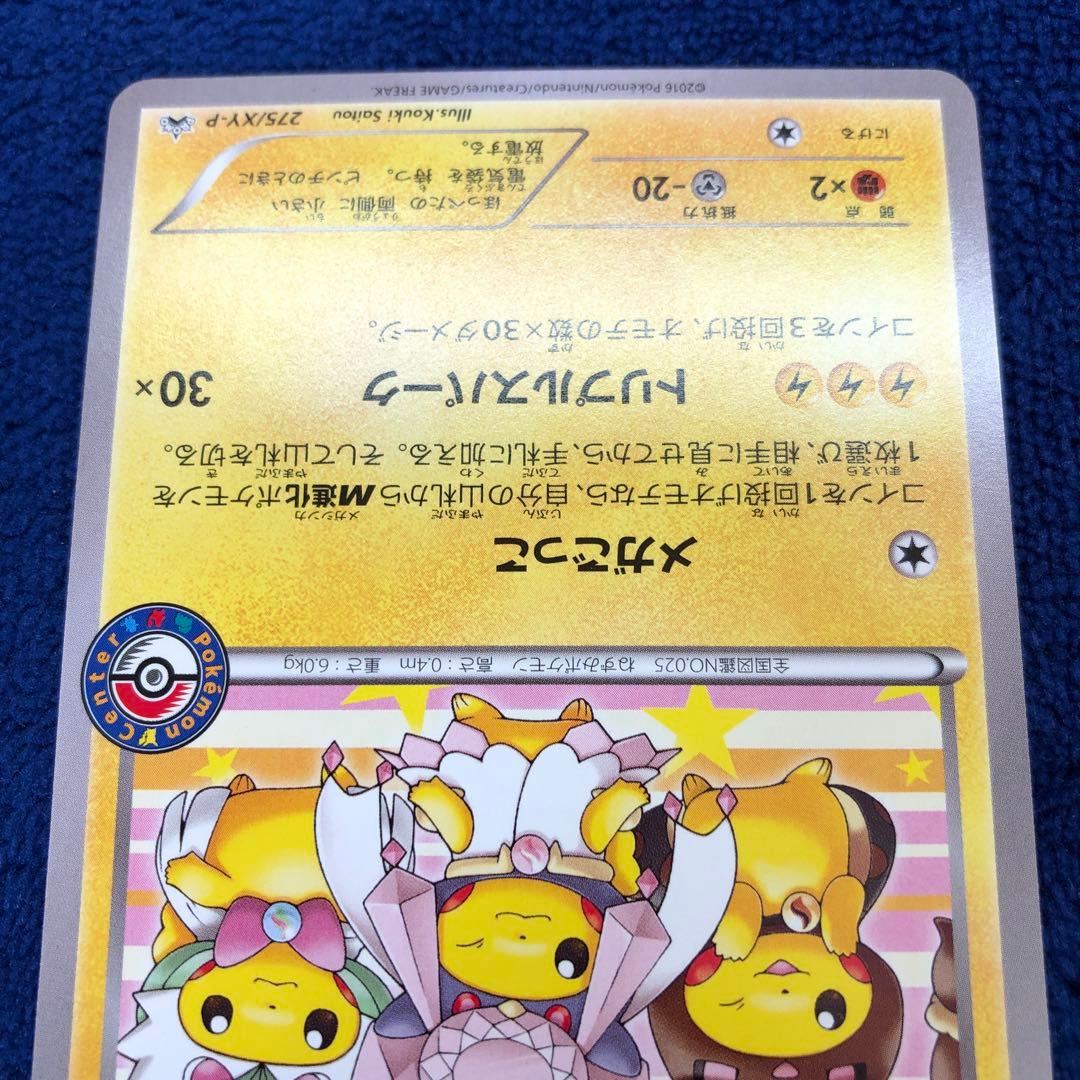 Pokémon Center
全国図鑑NO.025 ねずみポケモン 高さ:0.4m 重さ:6.0kg
メガごっこ
コインを1回投げオモテなら、自分の山札からM進化ポケモンを
1枚選び、相手に見せてから、手札に加える。そして山札を切る。
トリプルスパーク 30×
コインを3回投げ、オモテの数×30ダメージ。
弱点 ×2
抵抗力 -20
にげる
ほっぺたの 両側に 小さい
電気袋を 持つ。 ピンチのときに
放電する。
Illus.Kouki Saitou 275/XY-P
©2016 Pokémon/Nintendo/Creatures/GAME FREAK.